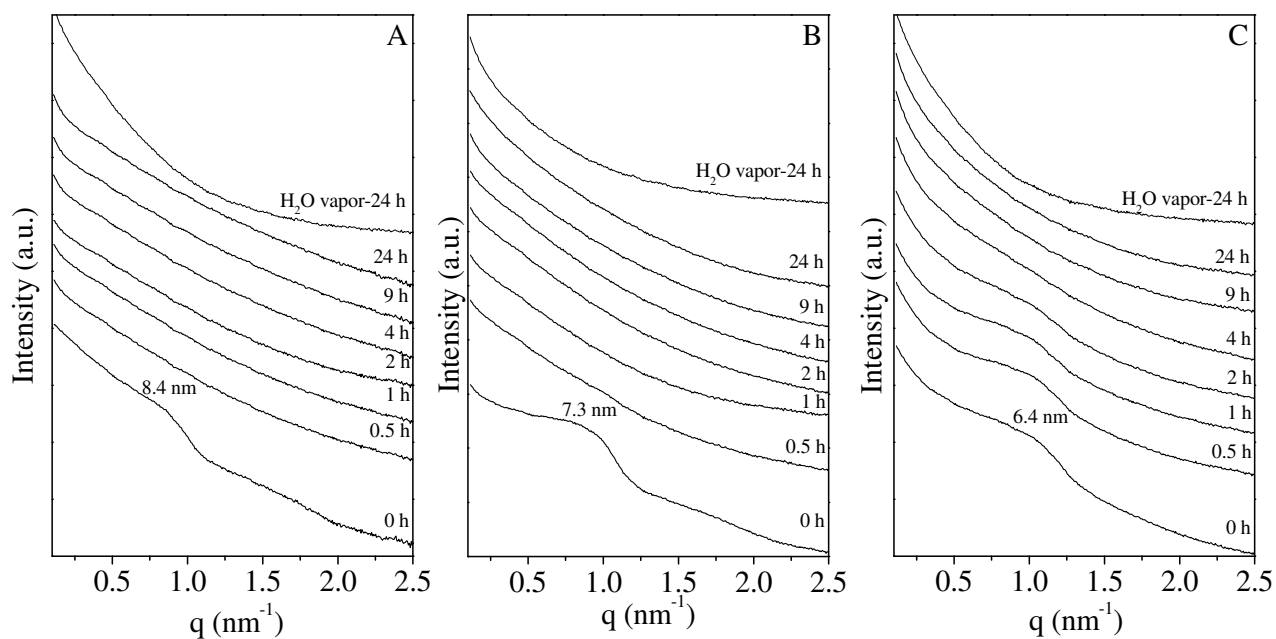 A
H₂O vapor-24 h
24 h
9 h
4 h
2 h
1 h
0.5 h
8.4 nm
0 h
Intensity (a.u.)
0.5 1.0 1.5 2.0 2.5
q (nm⁻¹)
B
H₂O vapor-24 h
24 h
9 h
4 h
2 h
1 h
7.3 nm
0.5 h
0 h
Intensity (a.u.)
0.5 1.0 1.5 2.0 2.5
q (nm⁻¹)
C
H₂O vapor-24 h
24 h
9 h
4 h
2 h
1 h
6.4 nm
0.5 h
0 h
Intensity (a.u.)
0.5 1.0 1.5 2.0 2.5
q (nm⁻¹)